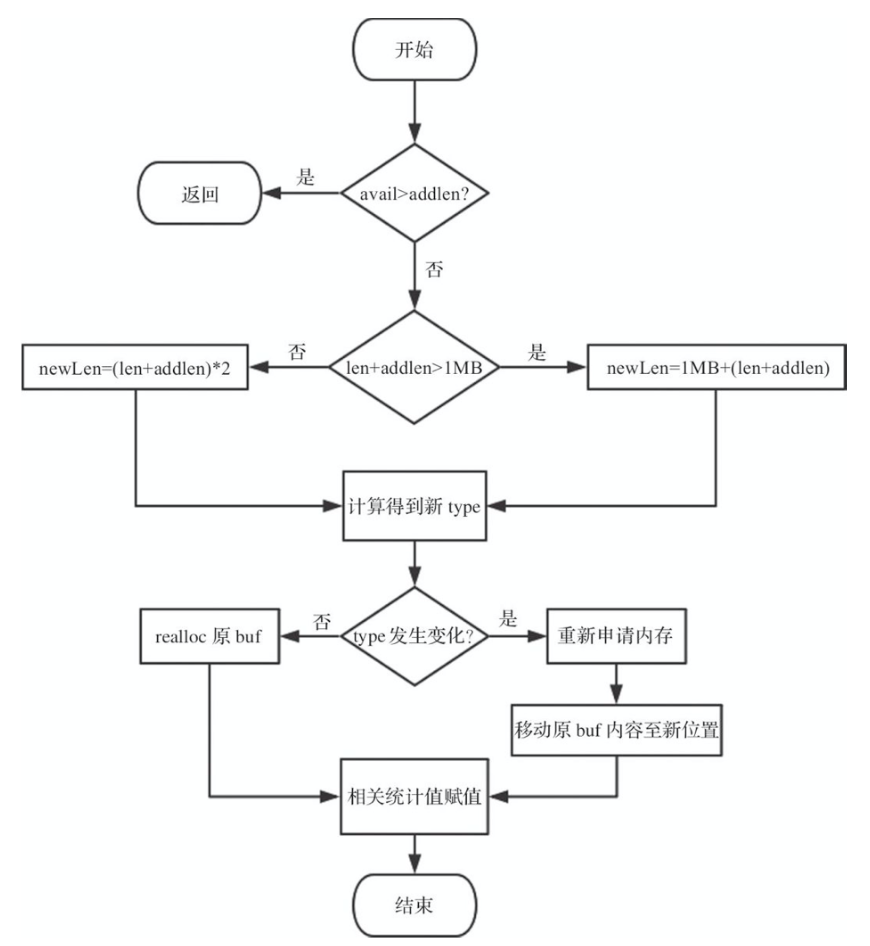 开始
是
返回
avail>addlen?
否
否
是
newLen=(len+addlen)*2
len+addlen>1MB
newLen=1MB+(len+addlen)
计算得到新 type
否
是
realloc 原 buf
type 发生变化?
重新申请内存
移动原 buf 内容至新位置
相关统计值赋值
结束